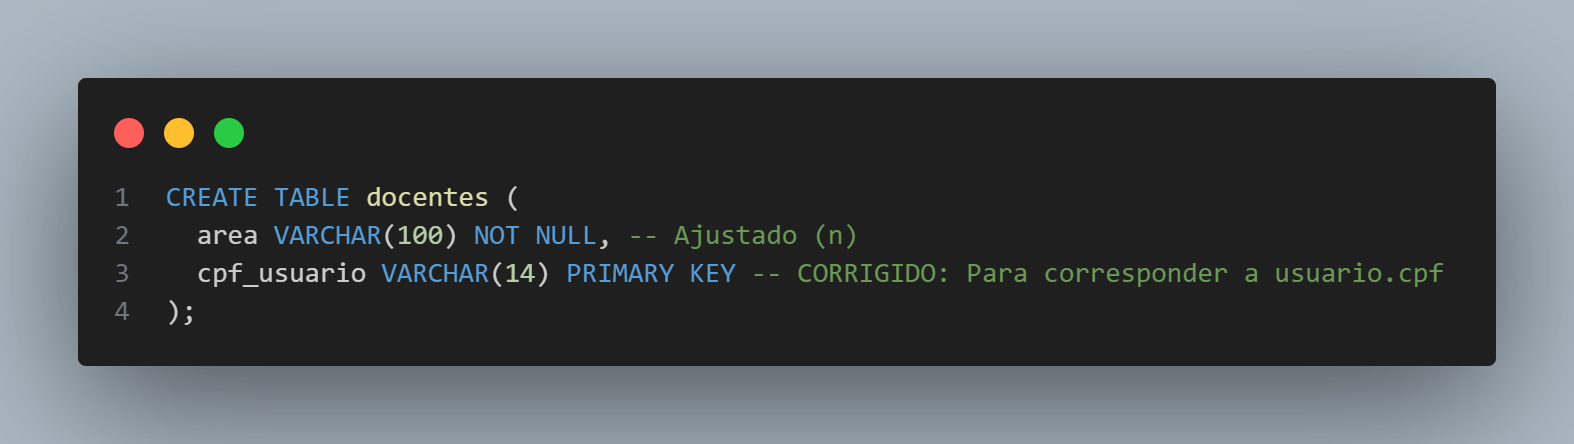 1 CREATE TABLE docentes (
2 area VARCHAR(100) NOT NULL, -- Ajustado (n)
3 cpf_usuario VARCHAR(14) PRIMARY KEY -- CORRIGIDO: Para corresponder a usuario.cpf
4 );